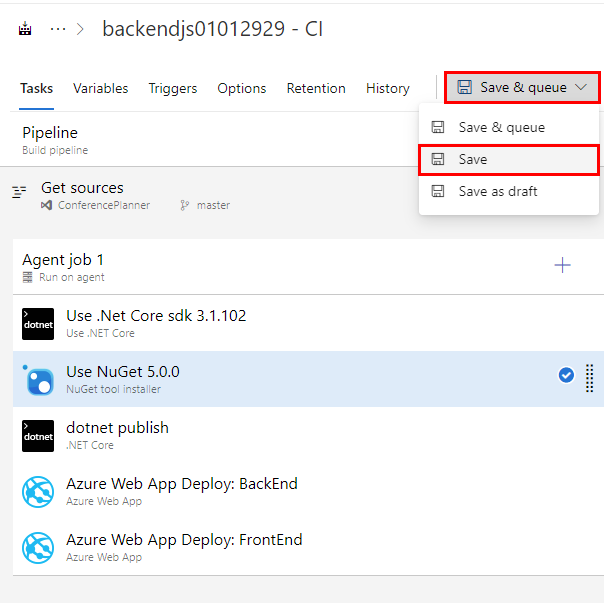 ··· > backendjs01012929 - CI
Tasks Variables Triggers Options Retention History Save & queue
Save & queue
Save
Save as draft
Pipeline
Build pipeline
Get sources
ConferencePlanner master
Agent job 1
Run on agent
dotnet
Use .Net Core sdk 3.1.102
Use .NET Core
Use NuGet 5.0.0
NuGet tool installer
dotnet
dotnet publish
.NET Core
Azure Web App Deploy: BackEnd
Azure Web App
Azure Web App Deploy: FrontEnd
Azure Web App